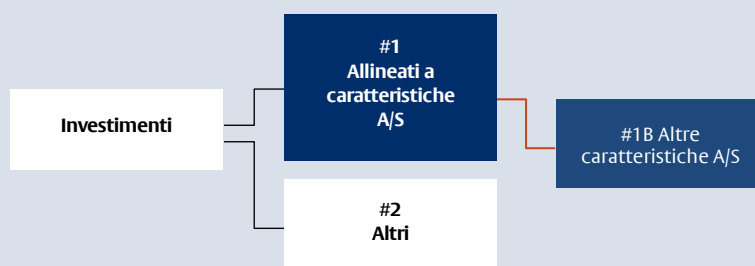 Investimenti
#1
Allineati a
caratteristiche
A/S
#1B Altre
caratteristiche A/S
#2
Altri